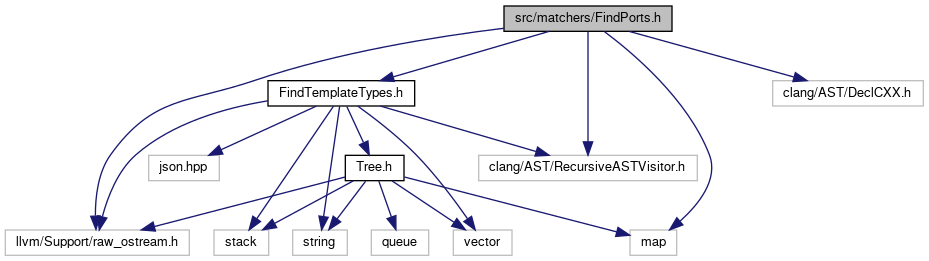 src/matchers/FindPorts.h
FindTemplateTypes.h
clang/AST/DeclCXX.h
json.hpp
Tree.h
clang/AST/RecursiveASTVisitor.h
llvm/Support/raw_ostream.h
stack
string
queue
vector
map